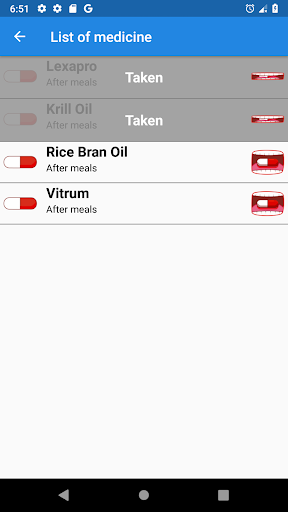 6:51 G
List of medicine
Lexapro
After meals
Taken
Krill Oil
After meals
Taken
Rice Bran Oil
After meals
Vitrum
After meals